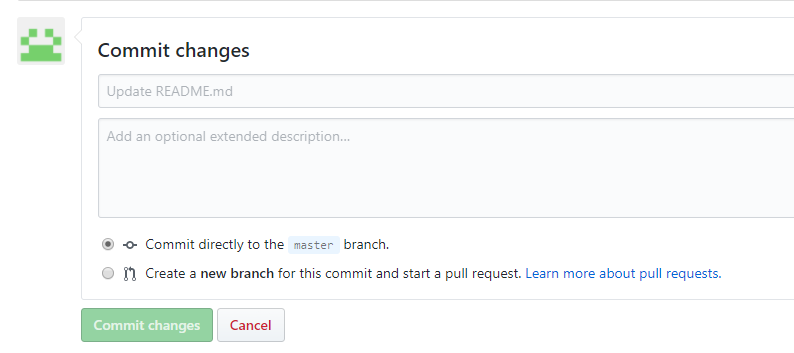 Commit changes
Update README.md
Add an optional extended description...
Commit directly to the master branch.
Create a new branch for this commit and start a pull request. Learn more about pull requests.
Commit changes Cancel